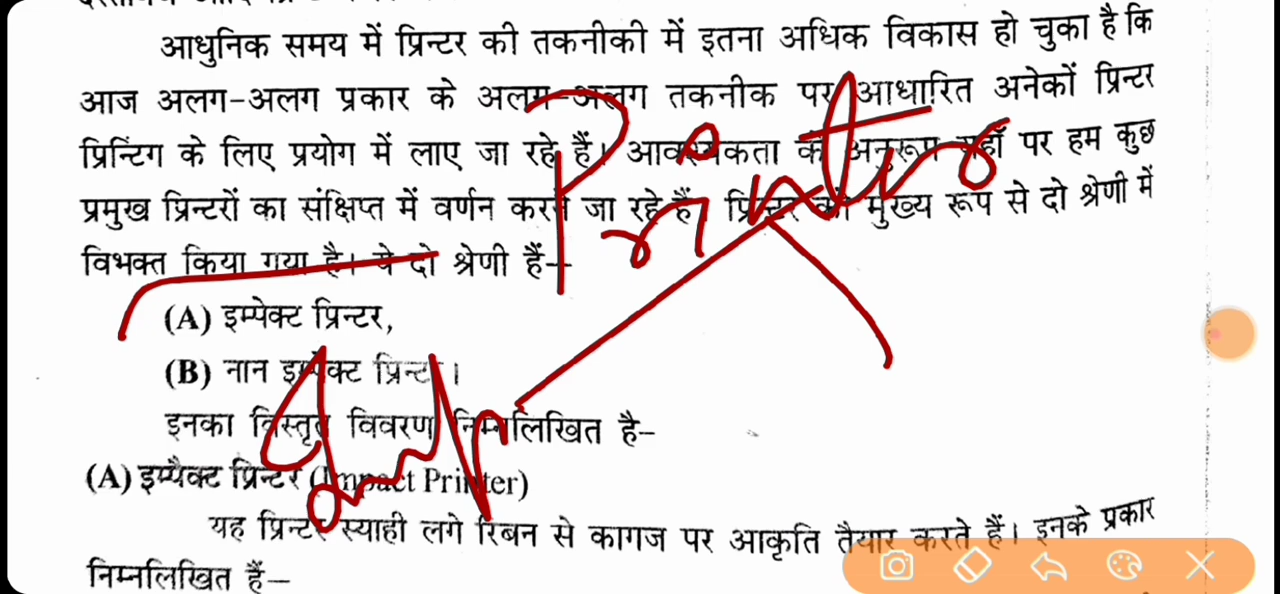 आधुनिक समय में प्रिन्टर की तकनीकी में इतना अधिक विकास हो चुका है कि
आज अलग-अलग प्रकार के अलग-अलग तकनीक पर आधारित अनेकों प्रिन्टर
प्रिन्टिंग के लिए प्रयोग में लाए जा रहे हैं। आवश्यकता के अनुरूप यहाँ पर हम कुछ
प्रमुख प्रिन्टरों का संक्षिप्त में वर्णन करने जा रहे हैं। प्रिन्टर को मुख्य रूप से दो श्रेणी में
विभक्त किया गया है। ये दो श्रेणी हैं–
Printer
(A) इम्पेक्ट प्रिन्टर,
(B) नान इम्पेक्ट प्रिन्टर।
इनका विस्तृत विवरण निम्नलिखित है–
(A) इम्पैक्ट प्रिन्टर (Impact Printer)
यह प्रिन्टर स्याही लगे रिबन से कागज पर आकृति तैयार करते हैं। इनके प्रकार
निम्नलिखित हैं–